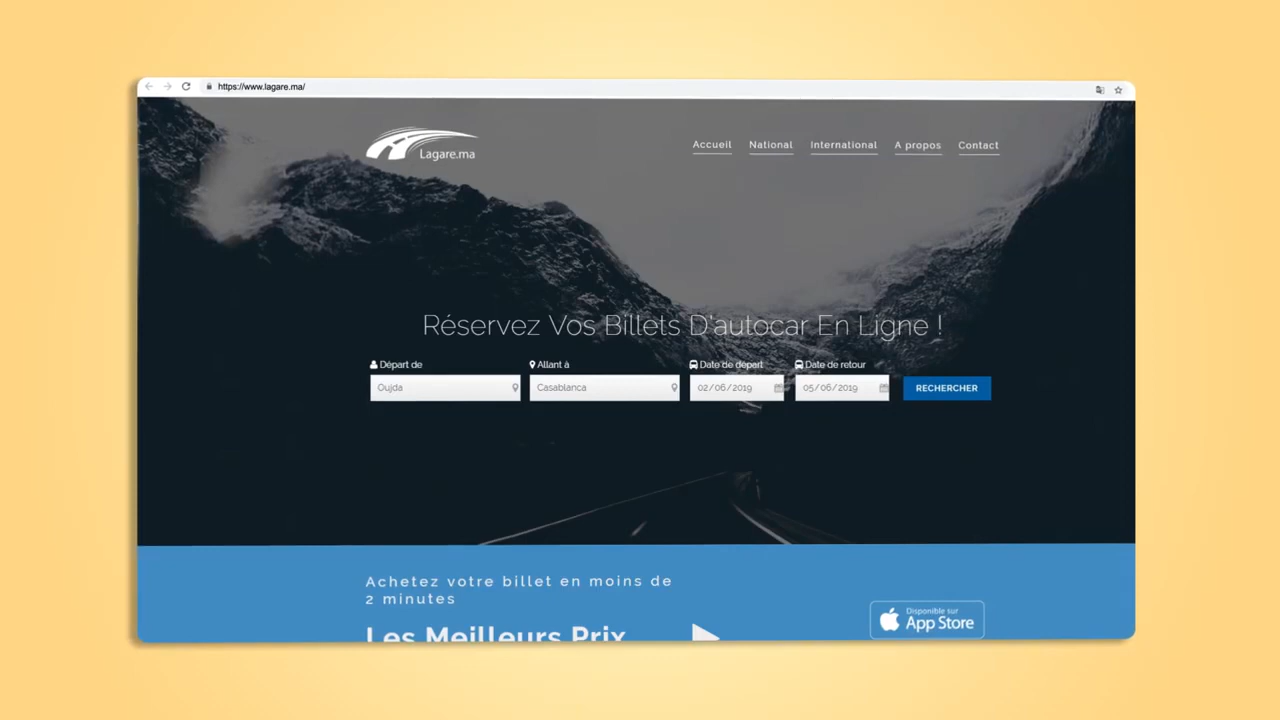 https://www.lagare.ma/
Lagare.ma
Accueil National International A propos Contact
Réservez Vos Billets D'autocar En Ligne !
Départ de Allant à Date de départ Date de retour
Oujda Casablanca 02/06/2019 05/06/2019 RECHERCHER
Achetez votre billet en moins de
2 minutes
Les Meilleurs Prix
Disponible sur
App Store